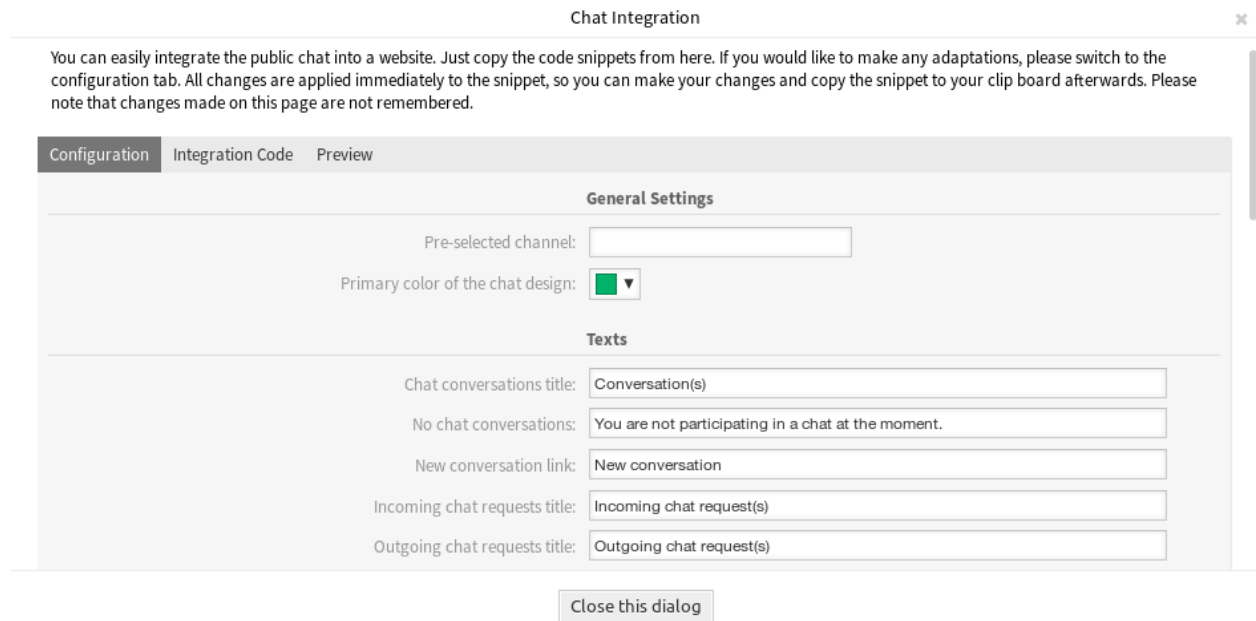 Chat Integration
You can easily integrate the public chat into a website. Just copy the code snippets from here. If you would like to make any adaptations, please switch to the
configuration tab. All changes are applied immediately to the snippet, so you can make your changes and copy the snippet to your clip board afterwards. Please
note that changes made on this page are not remembered.
Configuration Integration Code Preview
General Settings
Pre-selected channel:
Primary color of the chat design:
Texts
Chat conversations title: Conversation(s)
No chat conversations: You are not participating in a chat at the moment.
New conversation link: New conversation
Incoming chat requests title: Incoming chat request(s)
Outgoing chat requests title: Outgoing chat request(s)
Close this dialog